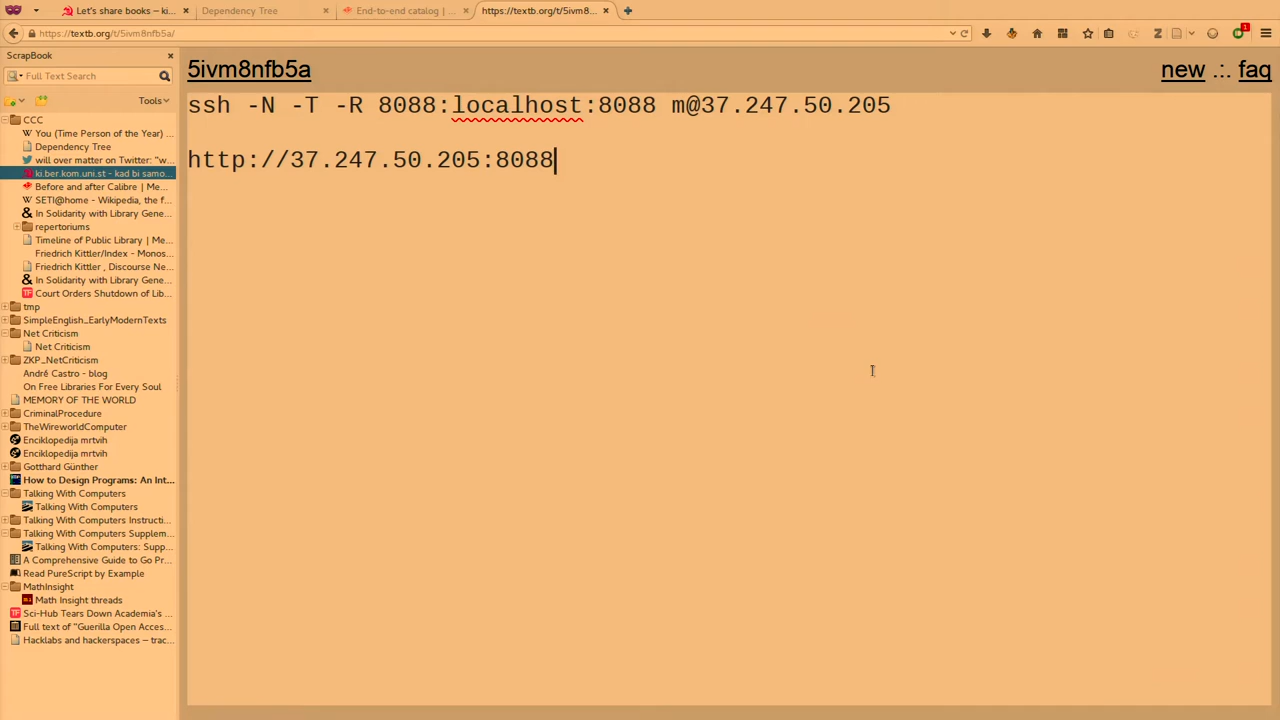 Let's share books – ki...
Dependency Tree
End-to-end catalog | ...
https://textb.org/t/5ivm8...
https://textb.org/t/5ivm8nfb5a/
1
ScrapBook
Full Text Search
Tools
5ivm8nfb5a
new .:. faq
ssh -N -T -R 8088:localhost:8088 m@37.247.50.205
http://37.247.50.205:8088
CCC
You (Time Person of the Year) ...
Dependency Tree
will over matter on Twitter: "w...
ki.ber.kom.uni.st - kad bi samo...
Before and after Calibre | Me...
SETI@home - Wikipedia, the f...
In Solidarity with Library Gene...
repertoriums
Timeline of Public Library | Me...
Friedrich Kittler/Index - Monos...
Friedrich Kittler , Discourse Ne...
In Solidarity with Library Gene...
Court Orders Shutdown of Lib...
tmp
SimpleEnglish_EarlyModernTexts
Net Criticism
Net Criticism
ZKP_NetCriticism
André Castro - blog
On Free Libraries For Every Soul
MEMORY OF THE WORLD
CriminalProcedure
TheWireworldComputer
Enciklopedija mrtvih
Enciklopedija mrtvih
Gotthard Günther
How to Design Programs: An Int...
Talking With Computers
Talking With Computers
Talking With Computers Instructi...
Talking With Computers Supplem...
Talking With Computers: Supp...
A Comprehensive Guide to Go Pr...
Read PureScript by Example
MathInsight
Math Insight threads
Sci-Hub Tears Down Academia's ...
Full text of "Guerilla Open Acces...
Hacklabs and hackerspaces – trac...